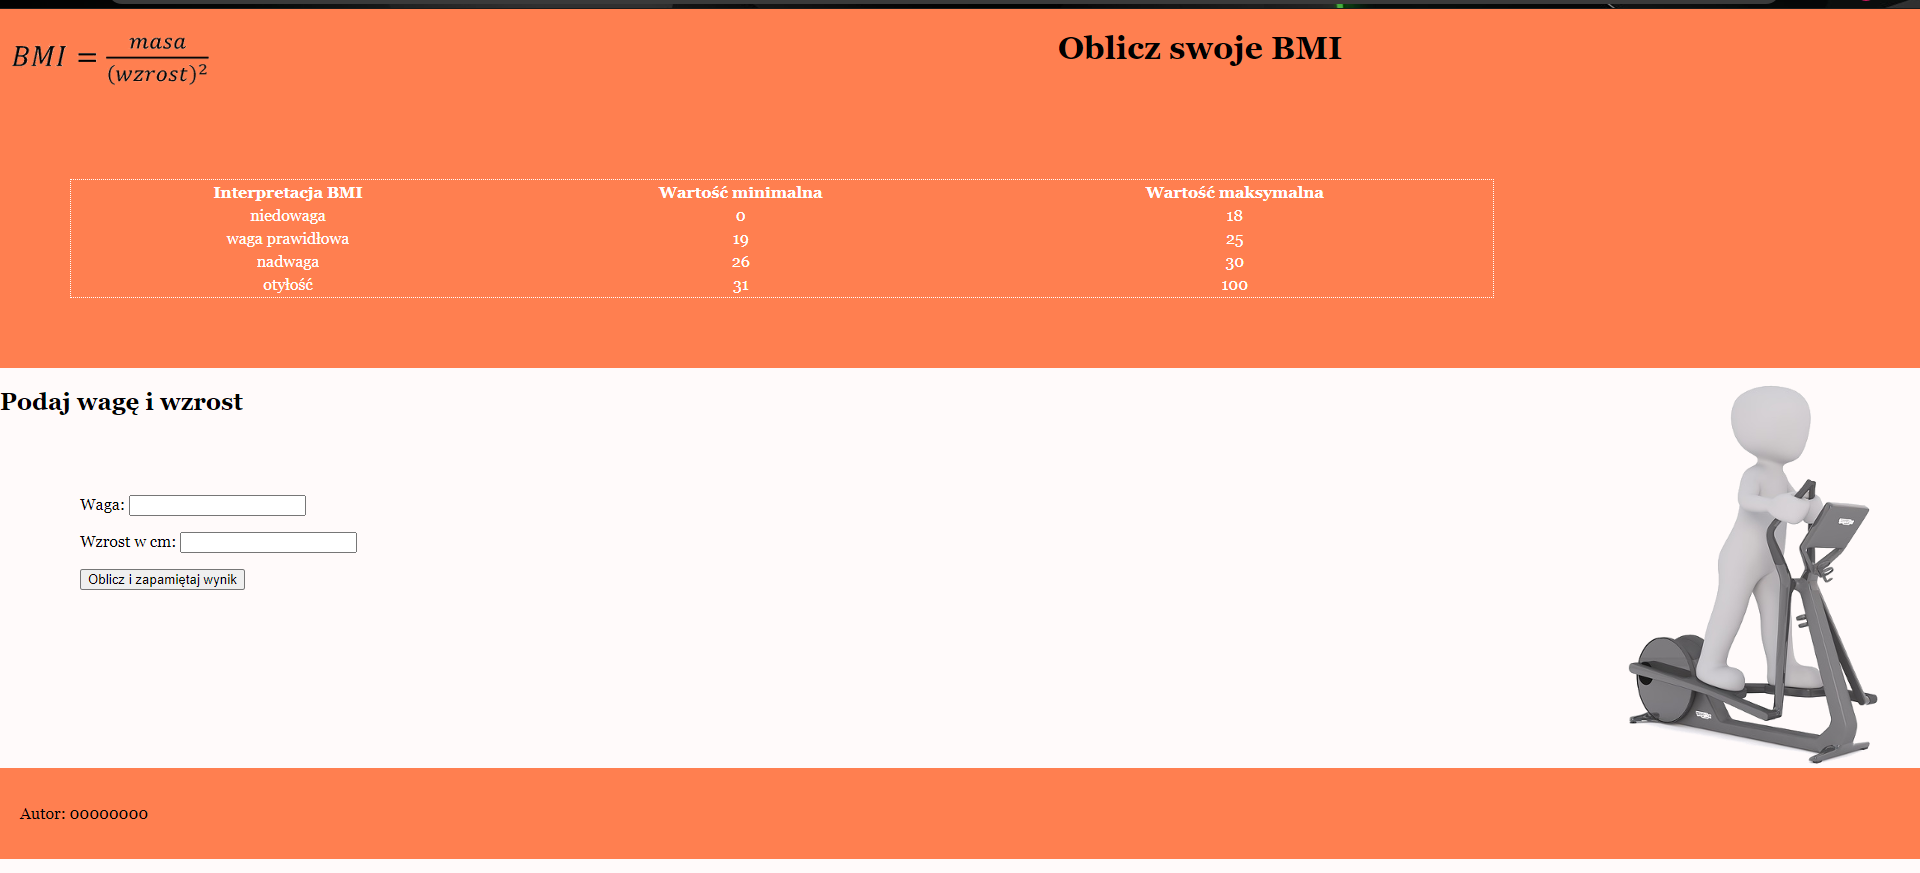 BMI = masa / (wzrost)²
Oblicz swoje BMI
Interpretacja BMI Wartość minimalna Wartość maksymalna
niedowaga 0 18
waga prawidłowa 19 25
nadwaga 26 30
otyłość 31 100
Podaj wagę i wzrost
Waga:
Wzrost w cm:
Oblicz i zapamiętaj wynik
Autor: 00000000